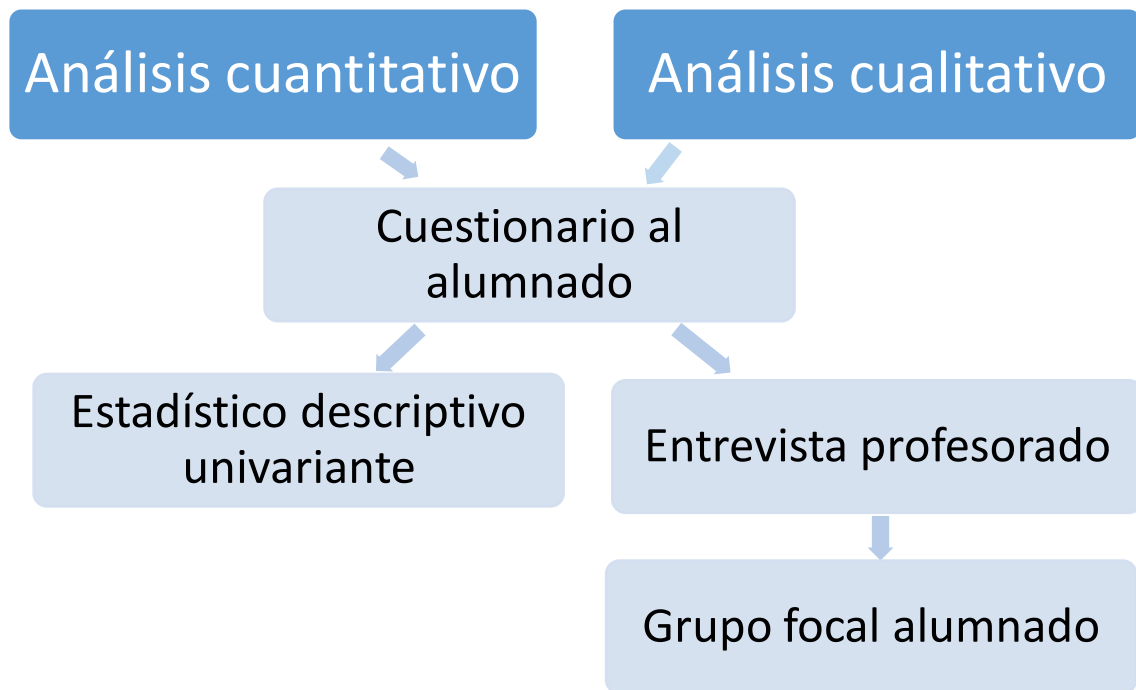 Análisis cuantitativo
Análisis cualitativo
Cuestionario al
alumnado
Estadístico descriptivo
univariante
Entrevista profesorado
Grupo focal alumnado